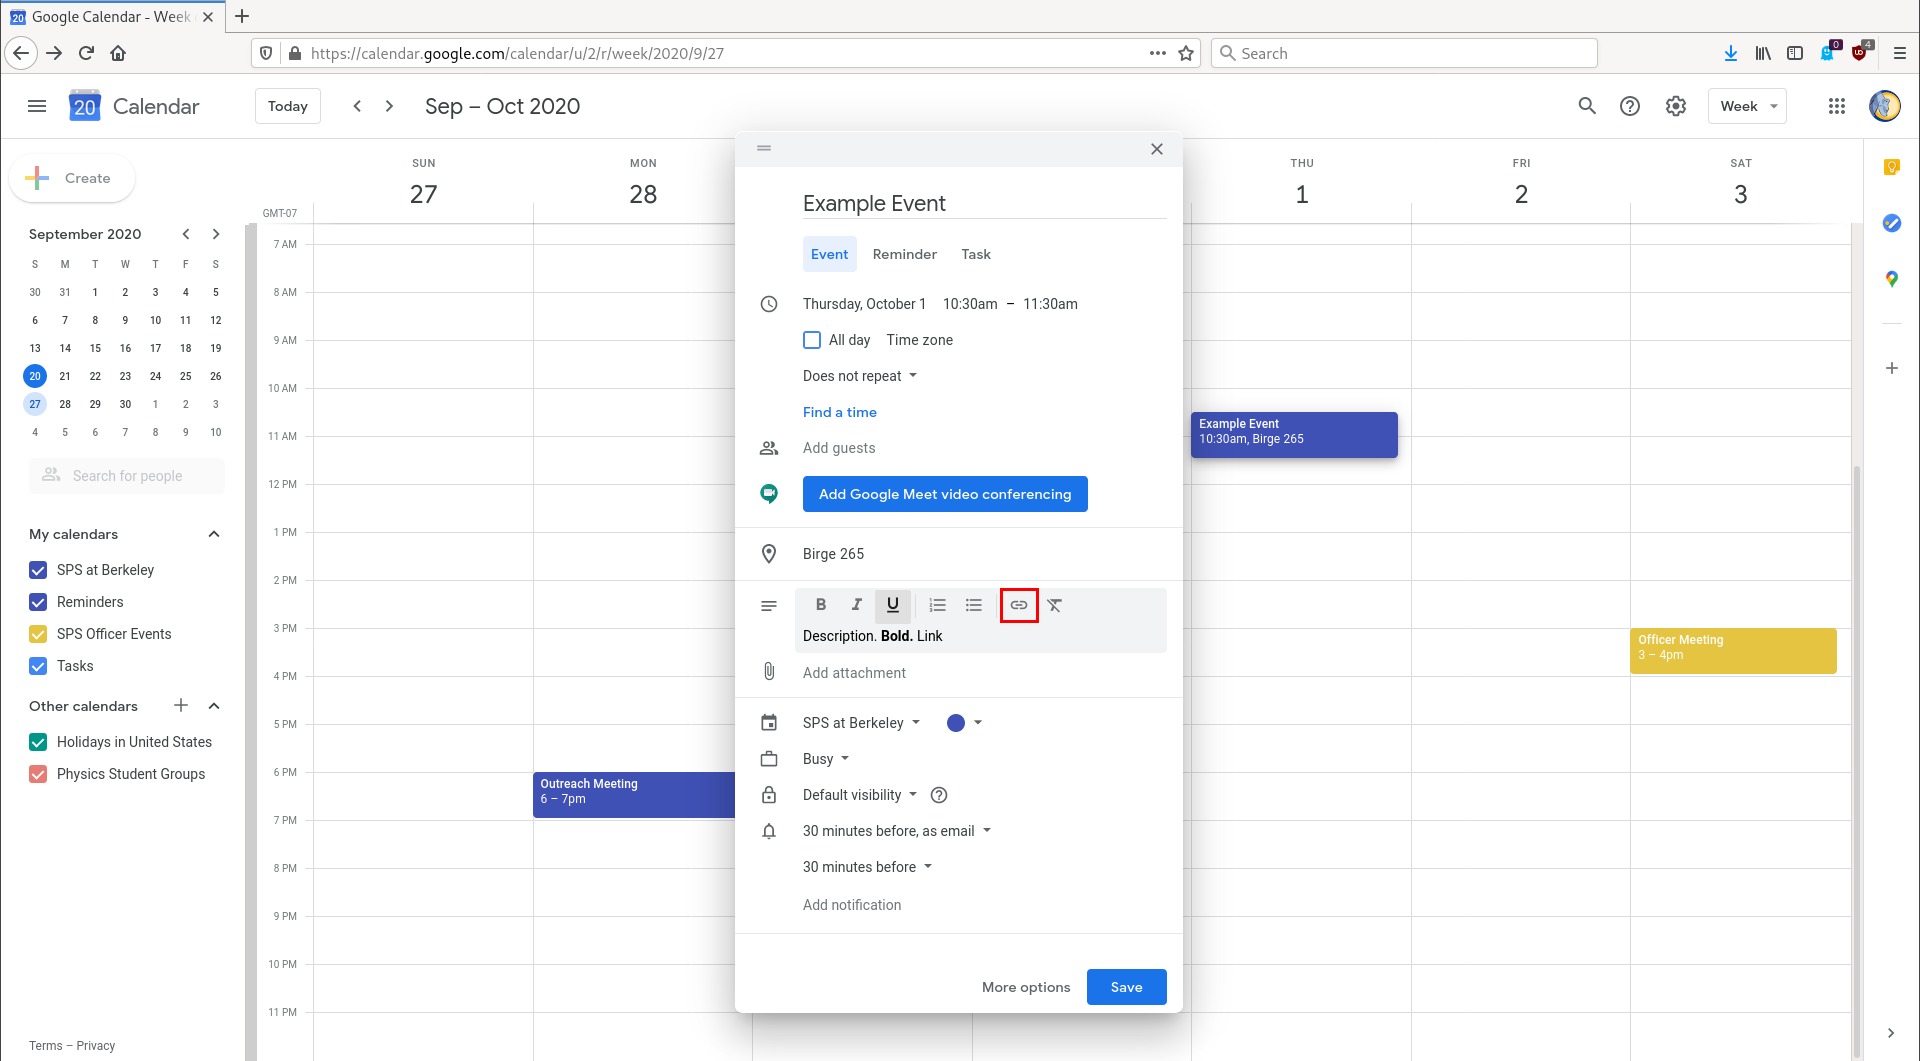 Google Calendar - Week
https://calendar.google.com/calendar/u/2/r/week/2020/9/27
Search
0
4
20
Calendar
Today
Sep – Oct 2020
Week
Create
SUN
27
MON
28
THU
1
FRI
2
SAT
3
GMT-07
7 AM
8 AM
9 AM
10 AM
11 AM
12 PM
1 PM
2 PM
3 PM
4 PM
5 PM
6 PM
7 PM
8 PM
9 PM
10 PM
11 PM
September 2020
S M T W T F S
30 31 1 2 3 4 5
6 7 8 9 10 11 12
13 14 15 16 17 18 19
20 21 22 23 24 25 26
27 28 29 30 1 2 3
4 5 6 7 8 9 10
Search for people
My calendars
SPS at Berkeley
Reminders
SPS Officer Events
Tasks
Other calendars
Holidays in United States
Physics Student Groups
Terms – Privacy
Outreach Meeting
6 – 7pm
Example Event
Event Reminder Task
Thursday, October 1 10:30am – 11:30am
All day Time zone
Does not repeat
Find a time
Add guests
Add Google Meet video conferencing
Birge 265
B I U
Description. Bold. Link
Add attachment
SPS at Berkeley
Busy
Default visibility
30 minutes before, as email
30 minutes before
Add notification
More options Save
Example Event
10:30am, Birge 265
Officer Meeting
3 – 4pm